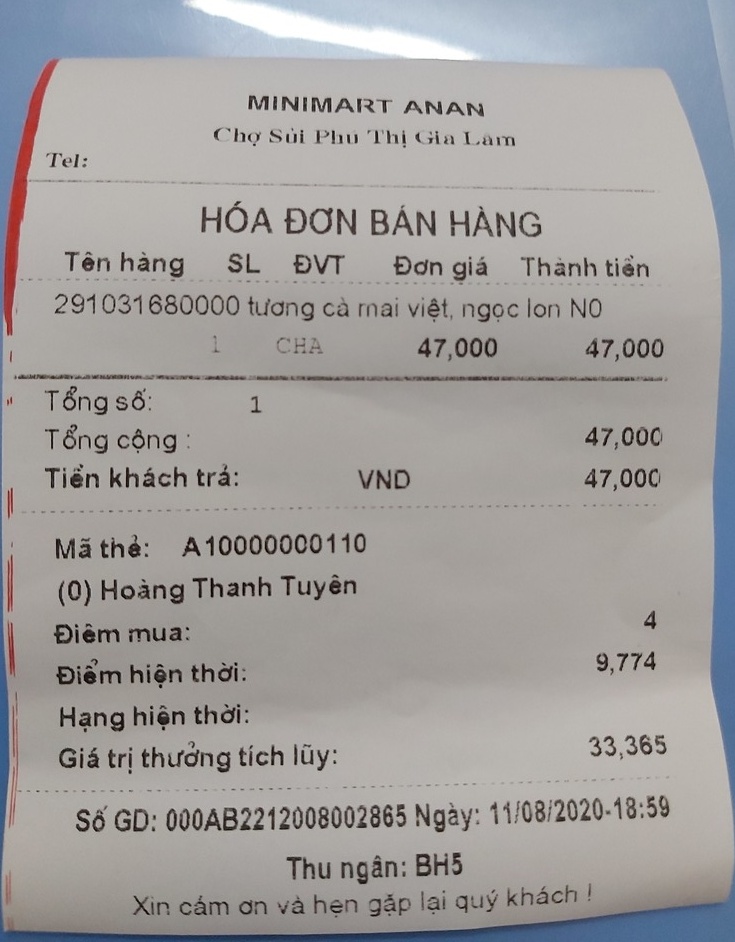 MINIMART ANAN
Chợ Sủi Phú Thị Gia Lâm
Tel:
HÓA ĐƠN BÁN HÀNG
Tên hàng SL ĐVT Đơn giá Thành tiền
291031680000 tương cà mai việt, ngọc lon N0
1 CHA 47,000 47,000
Tổng số: 1
Tổng cộng : 47,000
Tiền khách trả: VND 47,000
Mã thẻ: A10000000110
(0) Hoàng Thanh Tuyên
Điểm mua: 4
Điểm hiện thời: 9,774
Hạng hiện thời:
Giá trị thưởng tích lũy: 33,365
Số GD: 000AB2212008002865 Ngày: 11/08/2020-18:59
Thu ngân: BH5
Xin cảm ơn và hẹn gặp lại quý khách !